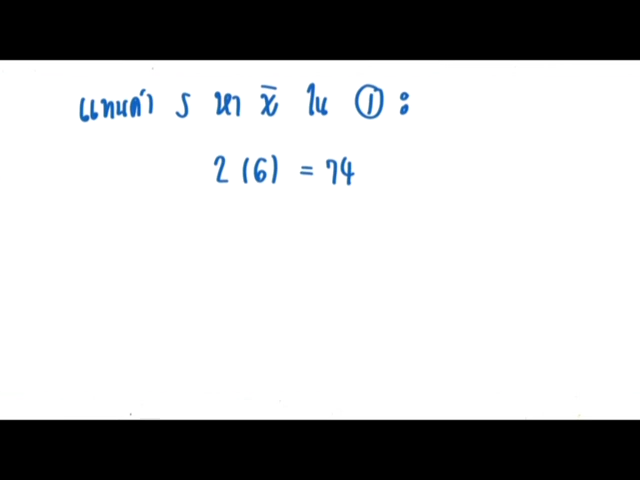 แทนค่า s หา x̄ ใน ① :
2 (6) = 74